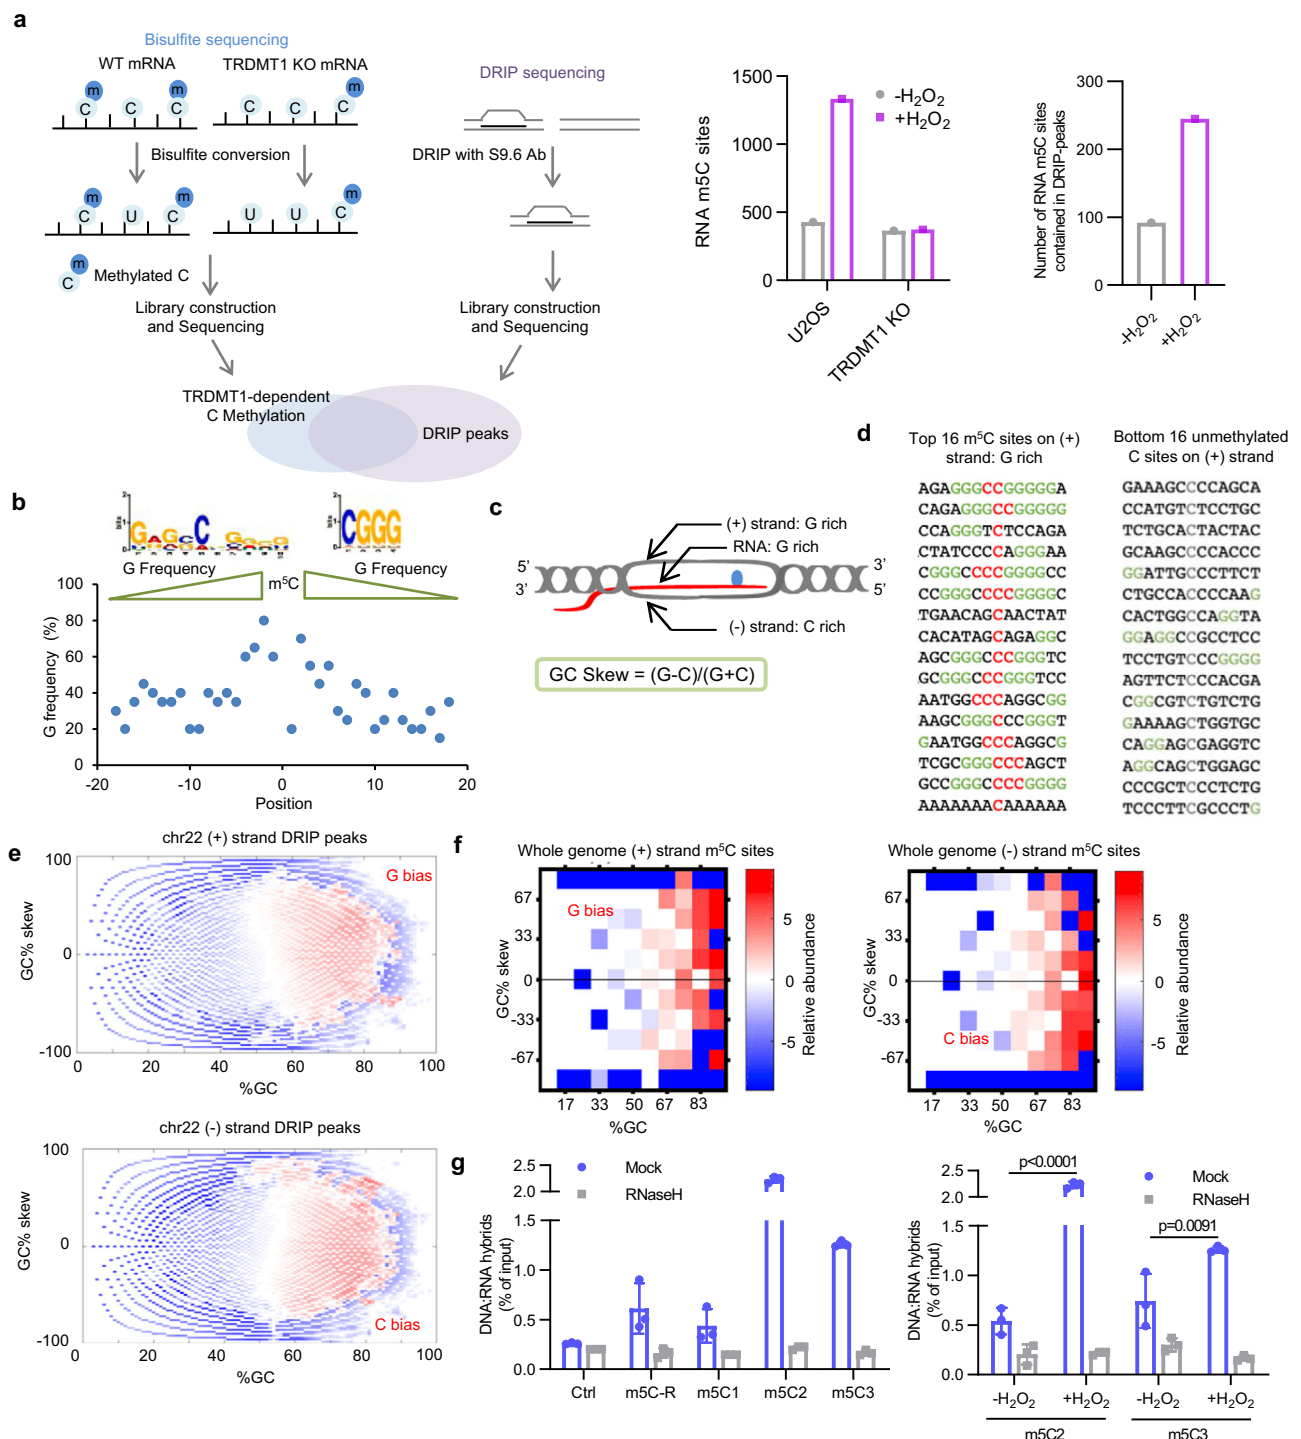 a
Bisulfite sequencing
WT mRNA
TRDMT1 KO mRNA
m
m
m
C
C
C
C
C
C
Bisulfite conversion
m
m
m
C
U
C
U
U
C
m
C
Methylated C
Library construction
and Sequencing
DRIP sequencing
DRIP with S9.6 Ab
Library construction
and Sequencing
TRDMT1-dependent
C Methylation
DRIP peaks
RNA m5C sites
1500
1000
500
0
-H₂O₂
+H₂O₂
U2OS
TRDMT1 KO
Number of RNA m5C sites
contained in DRIP-peaks
300
200
100
0
-H₂O₂
+H₂O₂
b
bits
CGGG
G Frequency
m⁵C
G Frequency
G frequency (%)
100
80
60
40
20
0
-20
-10
0
10
20
Position
c
(+) strand: G rich
RNA: G rich
5'
3'
3'
5'
(-) strand: C rich
GC Skew = (G-C)/(G+C)
d
Top 16 m⁵C sites on (+)
strand: G rich
AGAGGGCCGGGGGA
CAGAGGGCCGGGGG
CCAGGGTCTCCAGA
CTATCCCCAGGGAA
CGGGCCCCGGGGCC
CCGGGCCCCGGGGC
TGAACAGCAACTAT
CACATAGCAGAGGC
AGCGGGCCCGGGTC
GCGGGCCCGGGTCC
AATGGCCCAGGCGG
AAGCGGGCCCGGGT
GAATGGCCCAGGCG
TCGCGGGCCCAGCT
GCCGGGCCCCGGGG
AAAAAAACAAAAAA
Bottom 16 unmethylated
C sites on (+) strand
GAAAGCCCCAGCA
CCATGTCTCCTGC
TCTGCACTACTAC
GCAAGCCCCACCC
GGATTGCCCTTCT
CTGCCACCCCAAG
CACTGGCCAGGTA
GGAGGCCGCCTCC
TCCTGTCCCGGGG
AGTTCTCCCACGA
CGGCGTCTGTCTG
GAAAAGCTGGTGC
CAGGAGCGAGGTC
AGGCAGCTGGAGC
CCCGCTCCCTCTG
TCCCTTCGCCCTG
e
chr22 (+) strand DRIP peaks
G bias
GC% skew
100
0
-100
0
20
40
60
80
100
%GC
chr22 (-) strand DRIP peaks
C bias
GC% skew
100
0
-100
0
20
40
60
80
100
%GC
f
Whole genome (+) strand m⁵C sites
G bias
GC% skew
67
33
0
-33
-67
17
33
50
67
83
%GC
5
0
-5
Relative abundance
Whole genome (-) strand m⁵C sites
C bias
GC% skew
67
33
0
-33
-67
17
33
50
67
83
%GC
5
0
-5
Relative abundance
g
DNA:RNA hybrids
(% of input)
2.5
2.0
1.5
1.0
0.5
0.0
Mock
RNaseH
Ctrl
m5C-R
m5C1
m5C2
m5C3
DNA:RNA hybrids
(% of input)
2.5
2.0
1.5
1.0
0.5
0.0
p<0.0001
p=0.0091
Mock
RNaseH
-H₂O₂
+H₂O₂
-H₂O₂
+H₂O₂
m5C2
m5C3